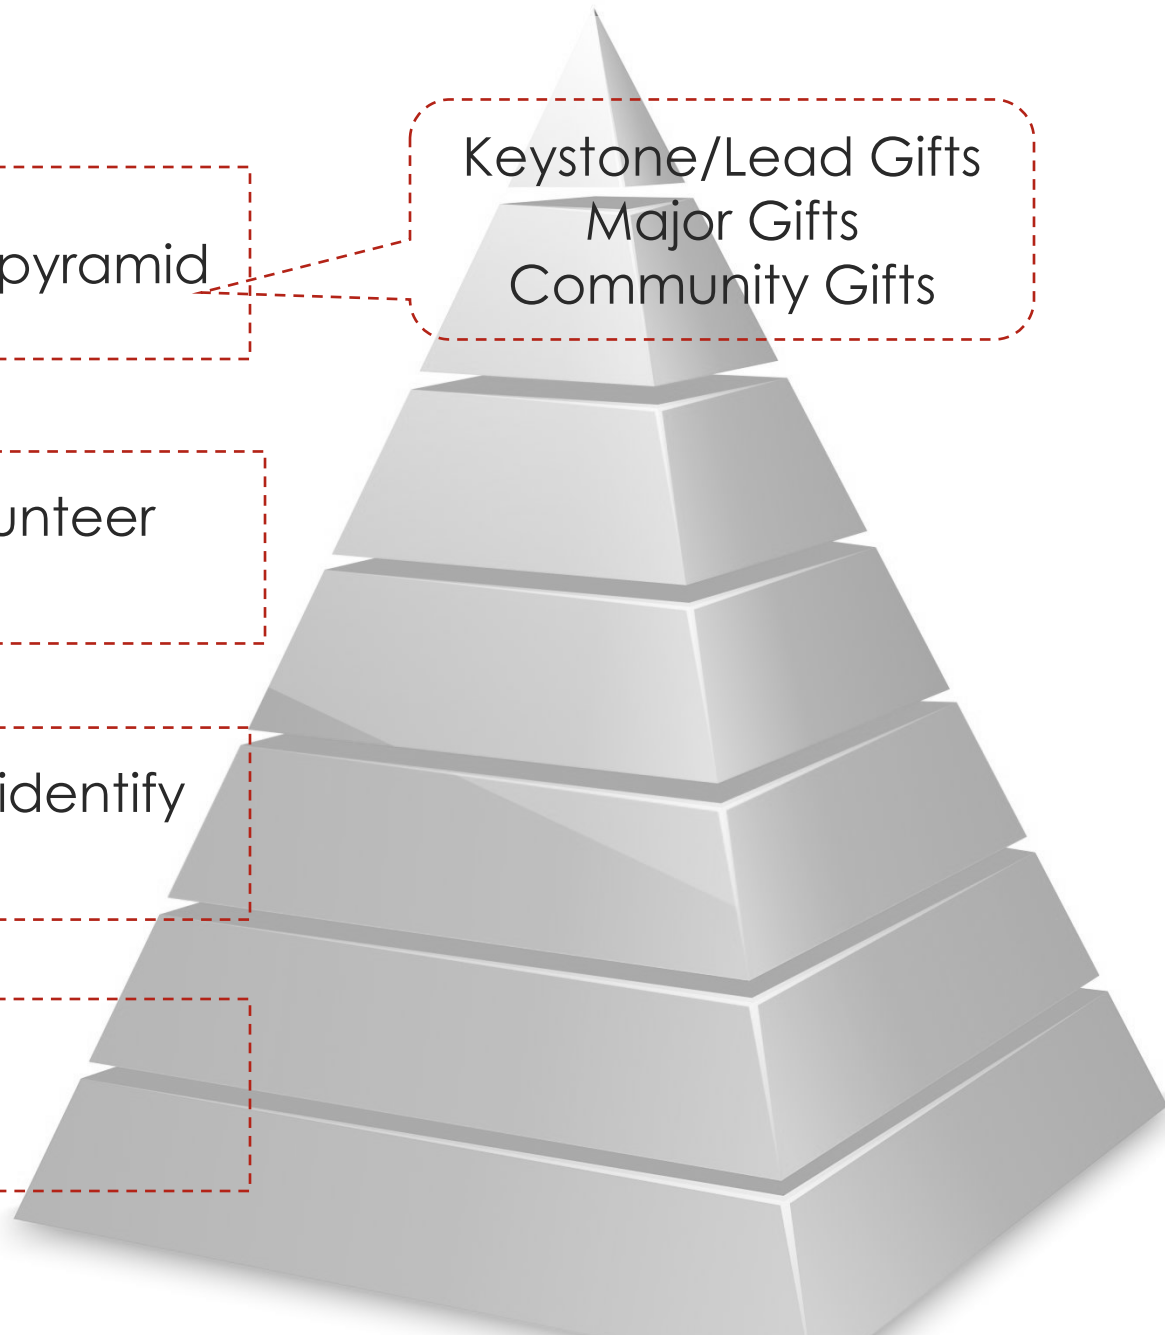 Keystone/Lead Gifts
Major Gifts
Community Gifts
pyramid
unteer
identify